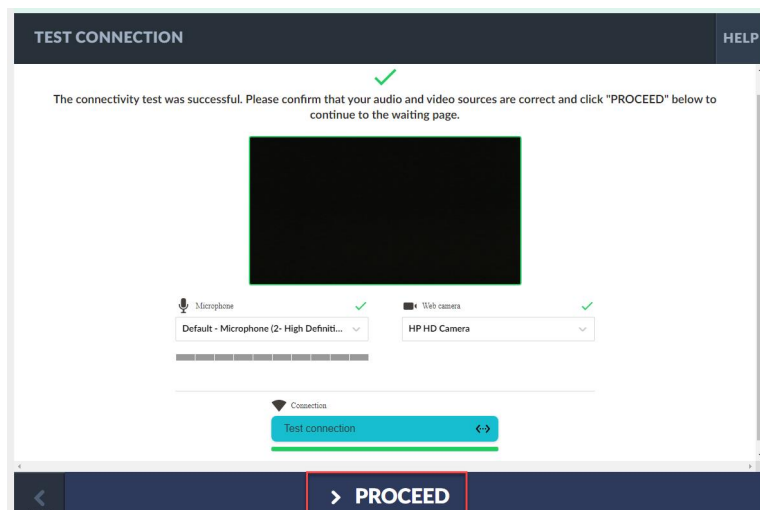 TEST CONNECTION
HELP
The connectivity test was successful. Please confirm that your audio and video sources are correct and click "PROCEED" below to
continue to the waiting page.
Microphone
Web camera
Default - Microphone (2- High Definiti...
HP HD Camera
Connection
Test connection
PROCEED